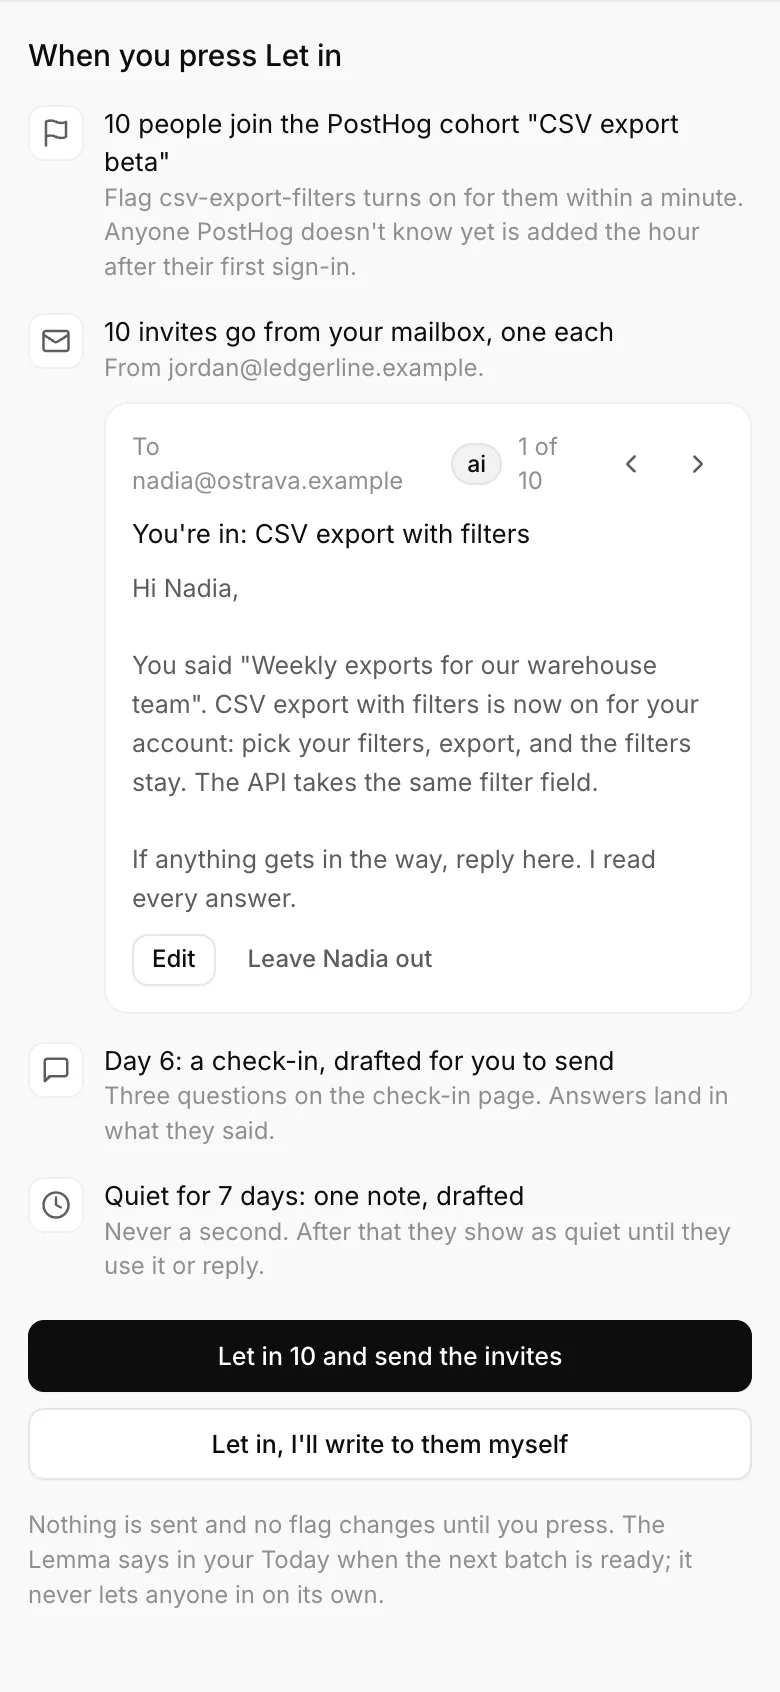 When you press Let in
10 people join the PostHog cohort "CSV export
beta"
Flag csv-export-filters turns on for them within a minute.
Anyone PostHog doesn't know yet is added the hour
after their first sign-in.
10 invites go from your mailbox, one each
From jordan@ledgerline.example.
To
nadia@ostrava.example
ai
1 of
10
You're in: CSV export with filters
Hi Nadia,
You said "Weekly exports for our warehouse
team". CSV export with filters is now on for your
account: pick your filters, export, and the filters
stay. The API takes the same filter field.
If anything gets in the way, reply here. I read
every answer.
Edit
Leave Nadia out
Day 6: a check-in, drafted for you to send
Three questions on the check-in page. Answers land in
what they said.
Quiet for 7 days: one note, drafted
Never a second. After that they show as quiet until they
use it or reply.
Let in 10 and send the invites
Let in, I'll write to them myself
Nothing is sent and no flag changes until you press. The
Lemma says in your Today when the next batch is ready; it
never lets anyone in on its own.